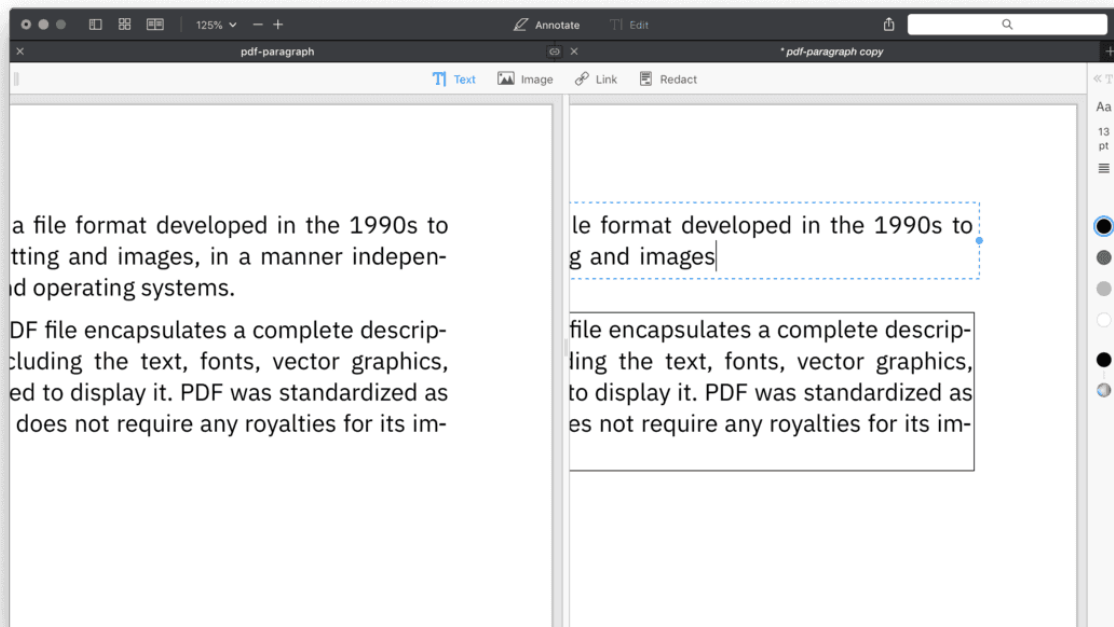 125%
Annotate
Edit
pdf-paragraph
* pdf-paragraph copy
Text
Image
Link
Redact
a file format developed in the 1990s to
tting and images, in a manner indepen-
d operating systems.
DF file encapsulates a complete descrip-
cluding the text, fonts, vector graphics,
ed to display it. PDF was standardized as
does not require any royalties for its im-
le format developed in the 1990s to
g and images
file encapsulates a complete descrip-
ling the text, fonts, vector graphics,
to display it. PDF was standardized as
es not require any royalties for its im-
T
Aa
13
pt